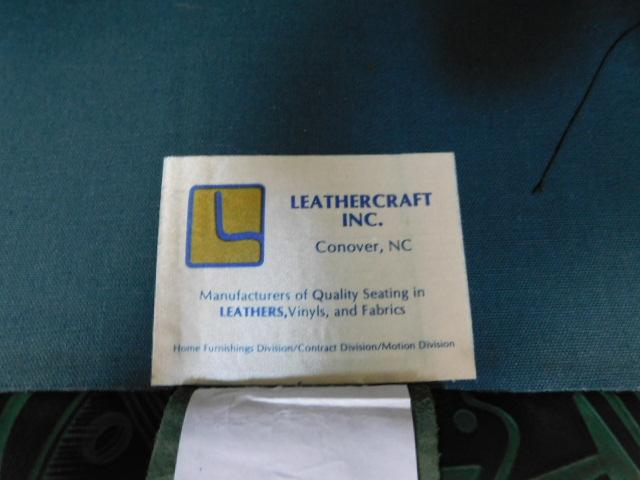 L
LEATHERCRAFT
INC.
Conover, NC
Manufacturers of Quality Seating in
LEATHERS,Vinyls, and Fabrics
Home Furnishings Division/Contract Division/Motion Division